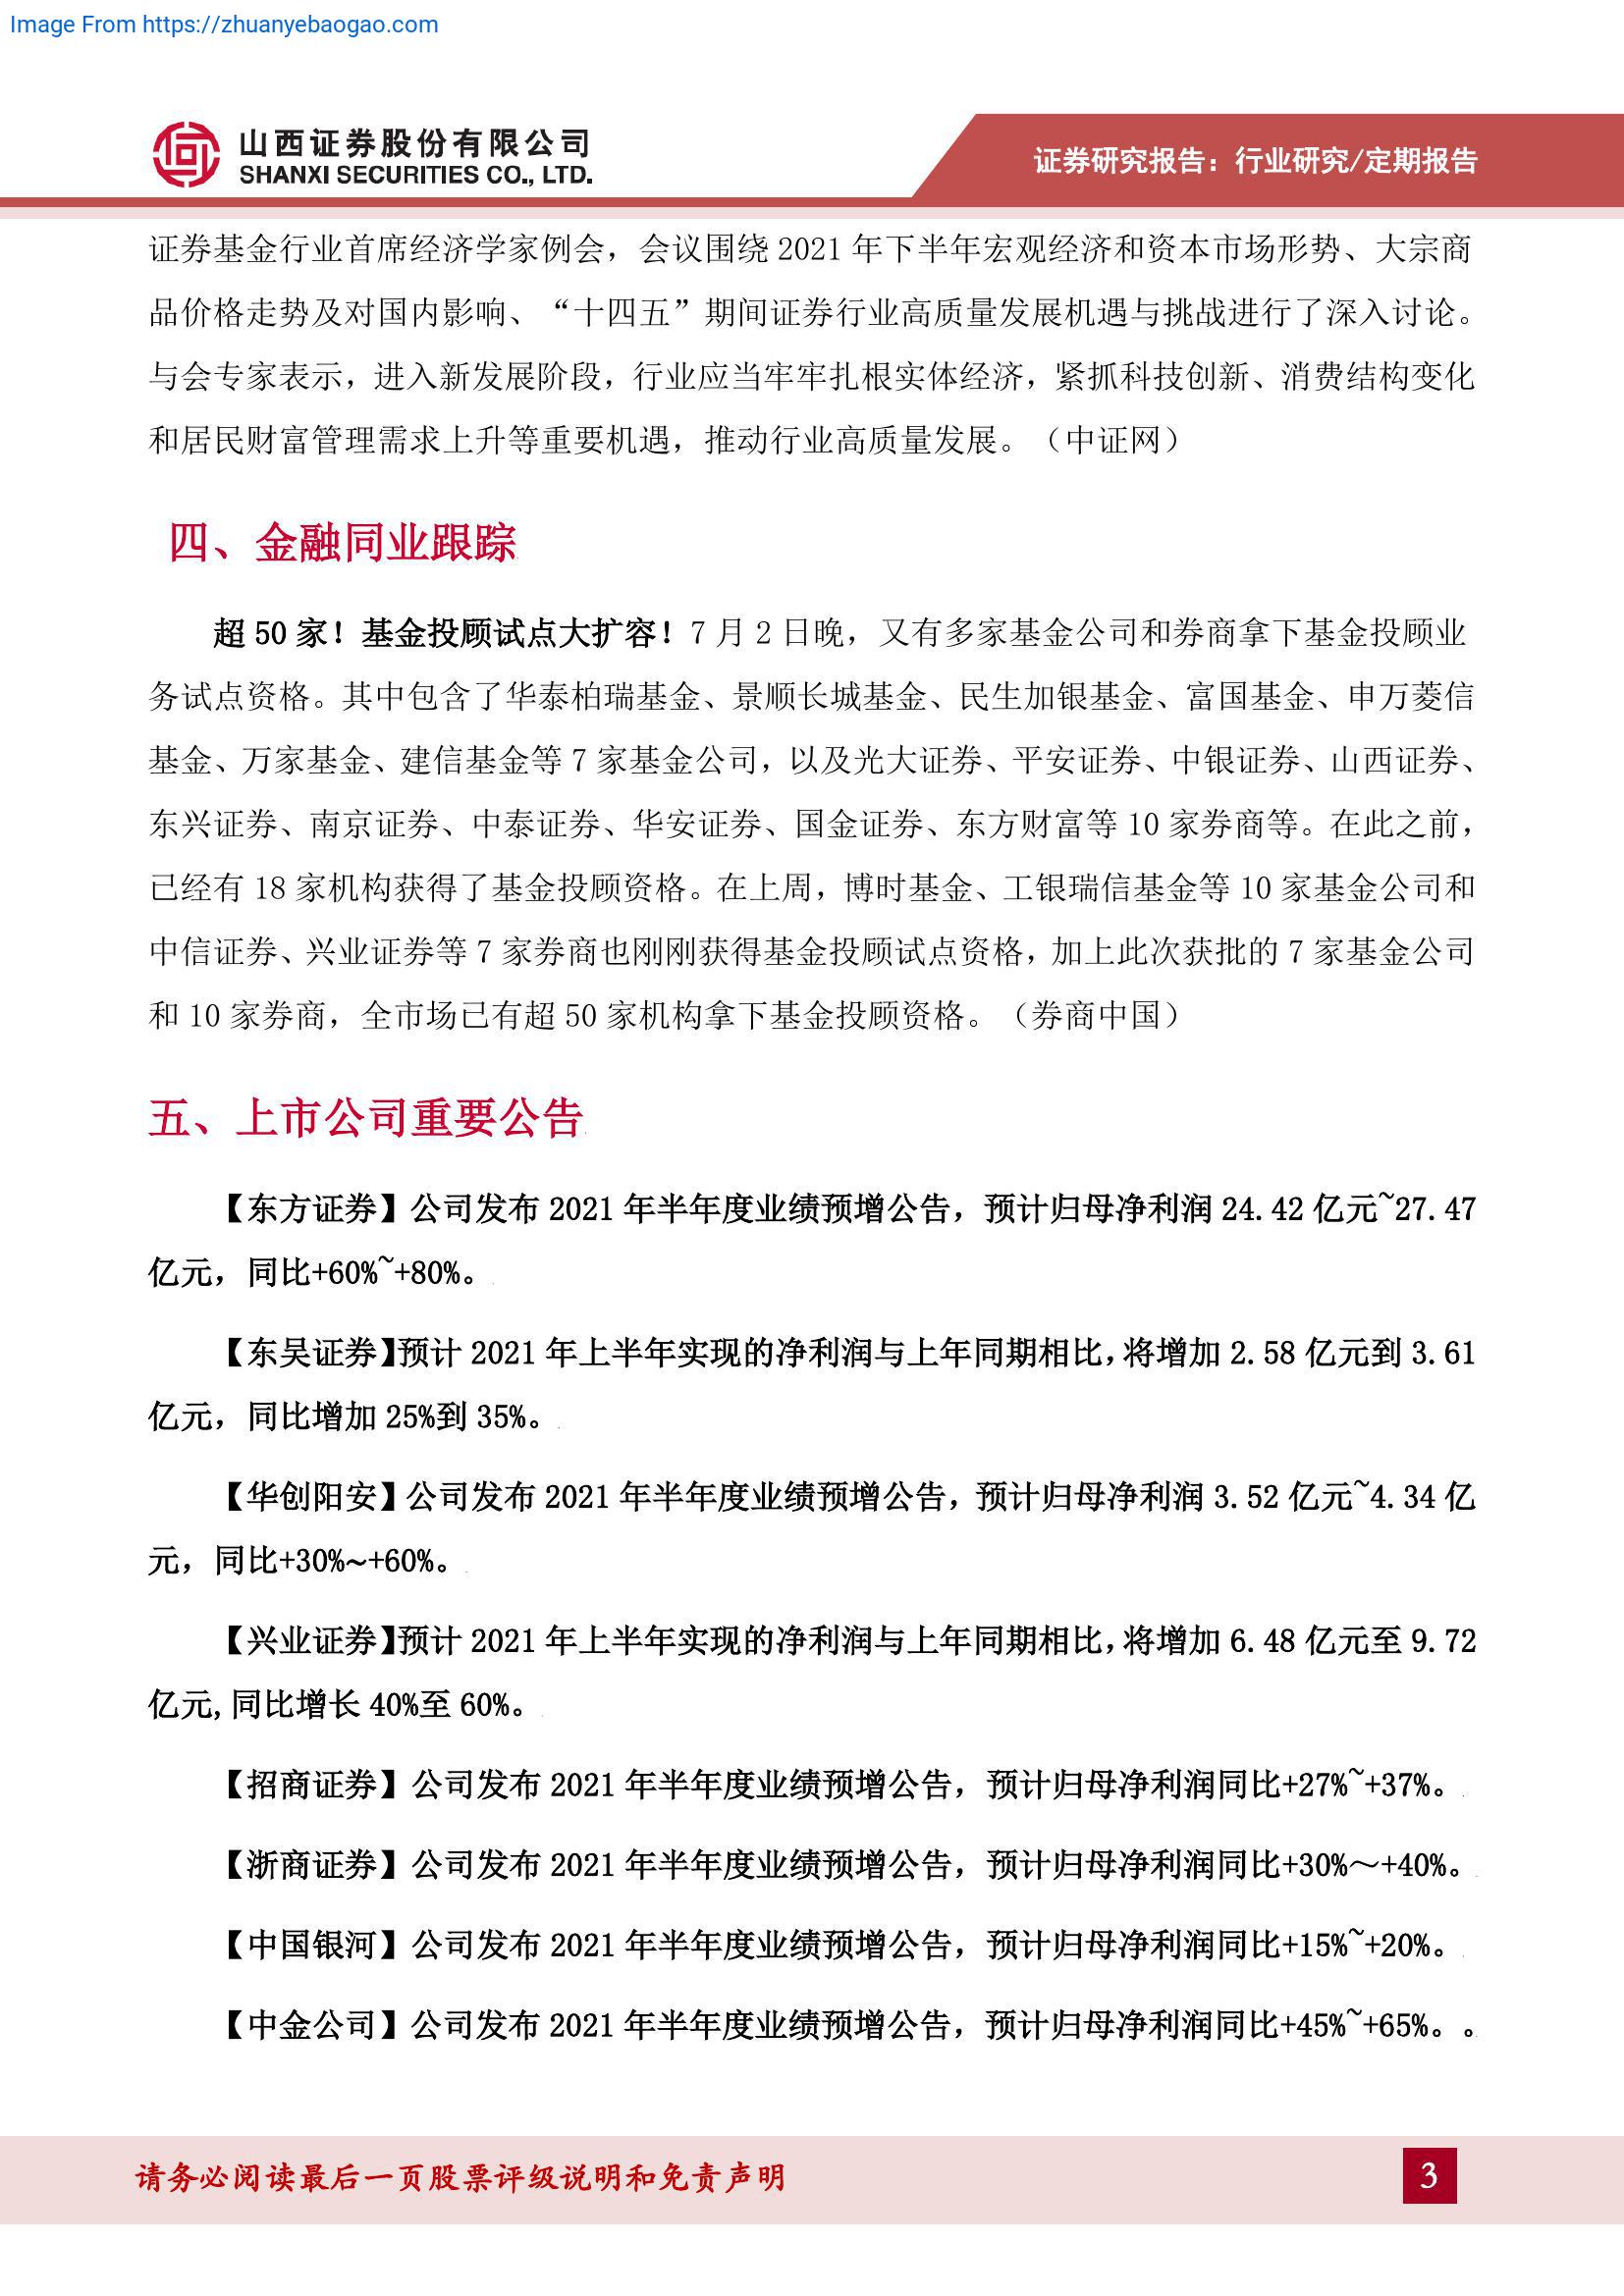 Image From https://zhuanyebaogao.com
山西证券股份有限公司
SHANXI SECURITIES CO., LTD.
证券研究报告：行业研究/定期报告
证券基金行业首席经济学家例会，会议围绕 2021 年下半年宏观经济和资本市场形势、大宗商
品价格走势及对国内影响、“十四五”期间证券行业高质量发展机遇与挑战进行了深入讨论。
与会专家表示，进入新发展阶段，行业应当牢牢扎根实体经济，紧抓科技创新、消费结构变化
和居民财富管理需求上升等重要机遇，推动行业高质量发展。（中证网）
四、金融同业跟踪
超 50 家！基金投顾试点大扩容！7 月 2 日晚，又有多家基金公司和券商拿下基金投顾业
务试点资格。其中包含了华泰柏瑞基金、景顺长城基金、民生加银基金、富国基金、申万菱信
基金、万家基金、建信基金等 7 家基金公司，以及光大证券、平安证券、中银证券、山西证券、
东兴证券、南京证券、中泰证券、华安证券、国金证券、东方财富等 10 家券商等。在此之前，
已经有 18 家机构获得了基金投顾资格。在上周，博时基金、工银瑞信基金等 10 家基金公司和
中信证券、兴业证券等 7 家券商也刚刚获得基金投顾试点资格，加上此次获批的 7 家基金公司
和 10 家券商，全市场已有超 50 家机构拿下基金投顾资格。（券商中国）
五、上市公司重要公告
【东方证券】公司发布 2021 年半年度业绩预增公告，预计归母净利润 24.42 亿元~27.47
亿元，同比+60%~+80%。
【东吴证券】预计 2021 年上半年实现的净利润与上年同期相比，将增加 2.58 亿元到 3.61
亿元，同比增加 25%到 35%。
【华创阳安】公司发布 2021 年半年度业绩预增公告，预计归母净利润 3.52 亿元~4.34 亿
元，同比+30%~+60%。
【兴业证券】预计 2021 年上半年实现的净利润与上年同期相比，将增加 6.48 亿元至 9.72
亿元,同比增长 40%至 60%。
【招商证券】公司发布 2021 年半年度业绩预增公告，预计归母净利润同比+27%~+37%。
【浙商证券】公司发布 2021 年半年度业绩预增公告，预计归母净利润同比+30%～+40%。
【中国银河】公司发布 2021 年半年度业绩预增公告，预计归母净利润同比+15%~+20%。
【中金公司】公司发布 2021 年半年度业绩预增公告，预计归母净利润同比+45%~+65%。。
请务必阅读最后一页股票评级说明和免责声明
3